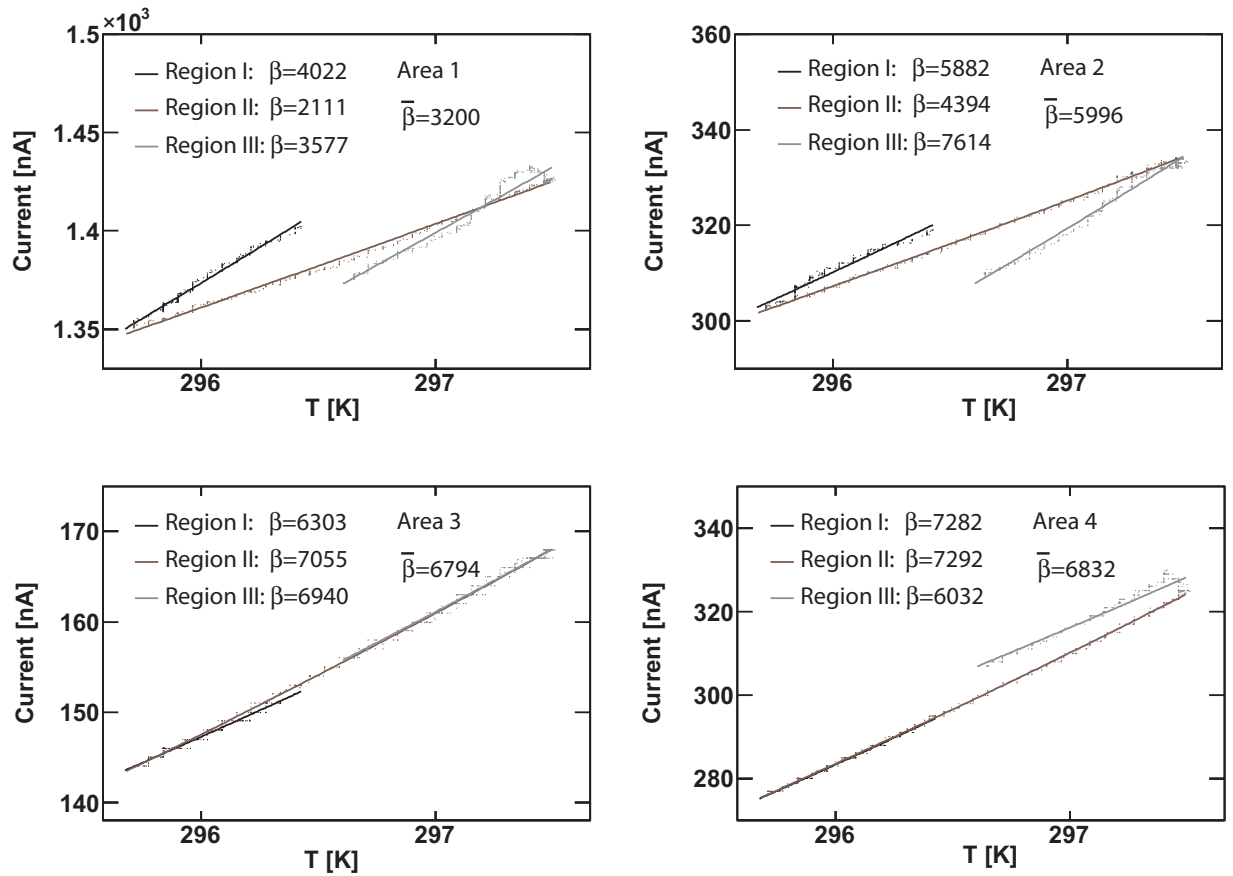 ×10³
1.5
1.45
1.4
1.35
Current [nA]
Region I: β=4022
Region II: β=2111
Region III: β=3577
Area 1
β̅=3200
296
297
T [K]
360
340
320
300
Current [nA]
Region I: β=5882
Region II: β=4394
Region III: β=7614
Area 2
β̅=5996
296
297
T [K]
170
160
150
140
Current [nA]
Region I: β=6303
Region II: β=7055
Region III: β=6940
Area 3
β̅=6794
296
297
T [K]
340
320
300
280
Current [nA]
Region I: β=7282
Region II: β=7292
Region III: β=6032
Area 4
β̅=6832
296
297
T [K]